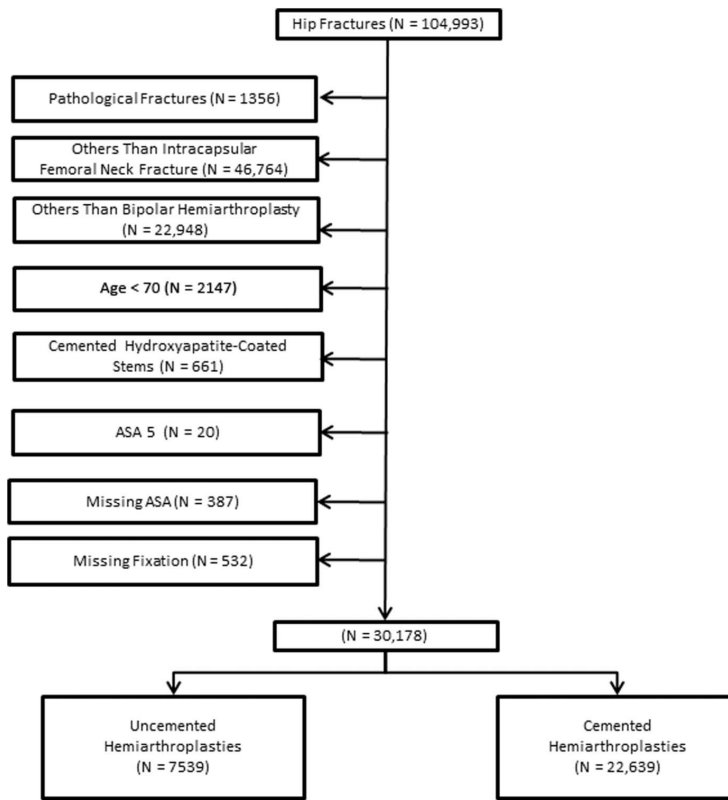 Hip Fractures (N = 104,993)
Pathological Fractures (N = 1356)
Others Than Intracapsular
Femoral Neck Fracture (N = 46,764)
Others Than Bipolar Hemiarthroplasty
(N = 22,948)
Age < 70 (N = 2147)
Cemented Hydroxyapatite-Coated
Stems (N = 661)
ASA 5 (N = 20)
Missing ASA (N = 387)
Missing Fixation (N = 532)
(N = 30,178)
Uncemented
Hemiarthroplasties
(N = 7539)
Cemented
Hemiarthroplasties
(N = 22,639)